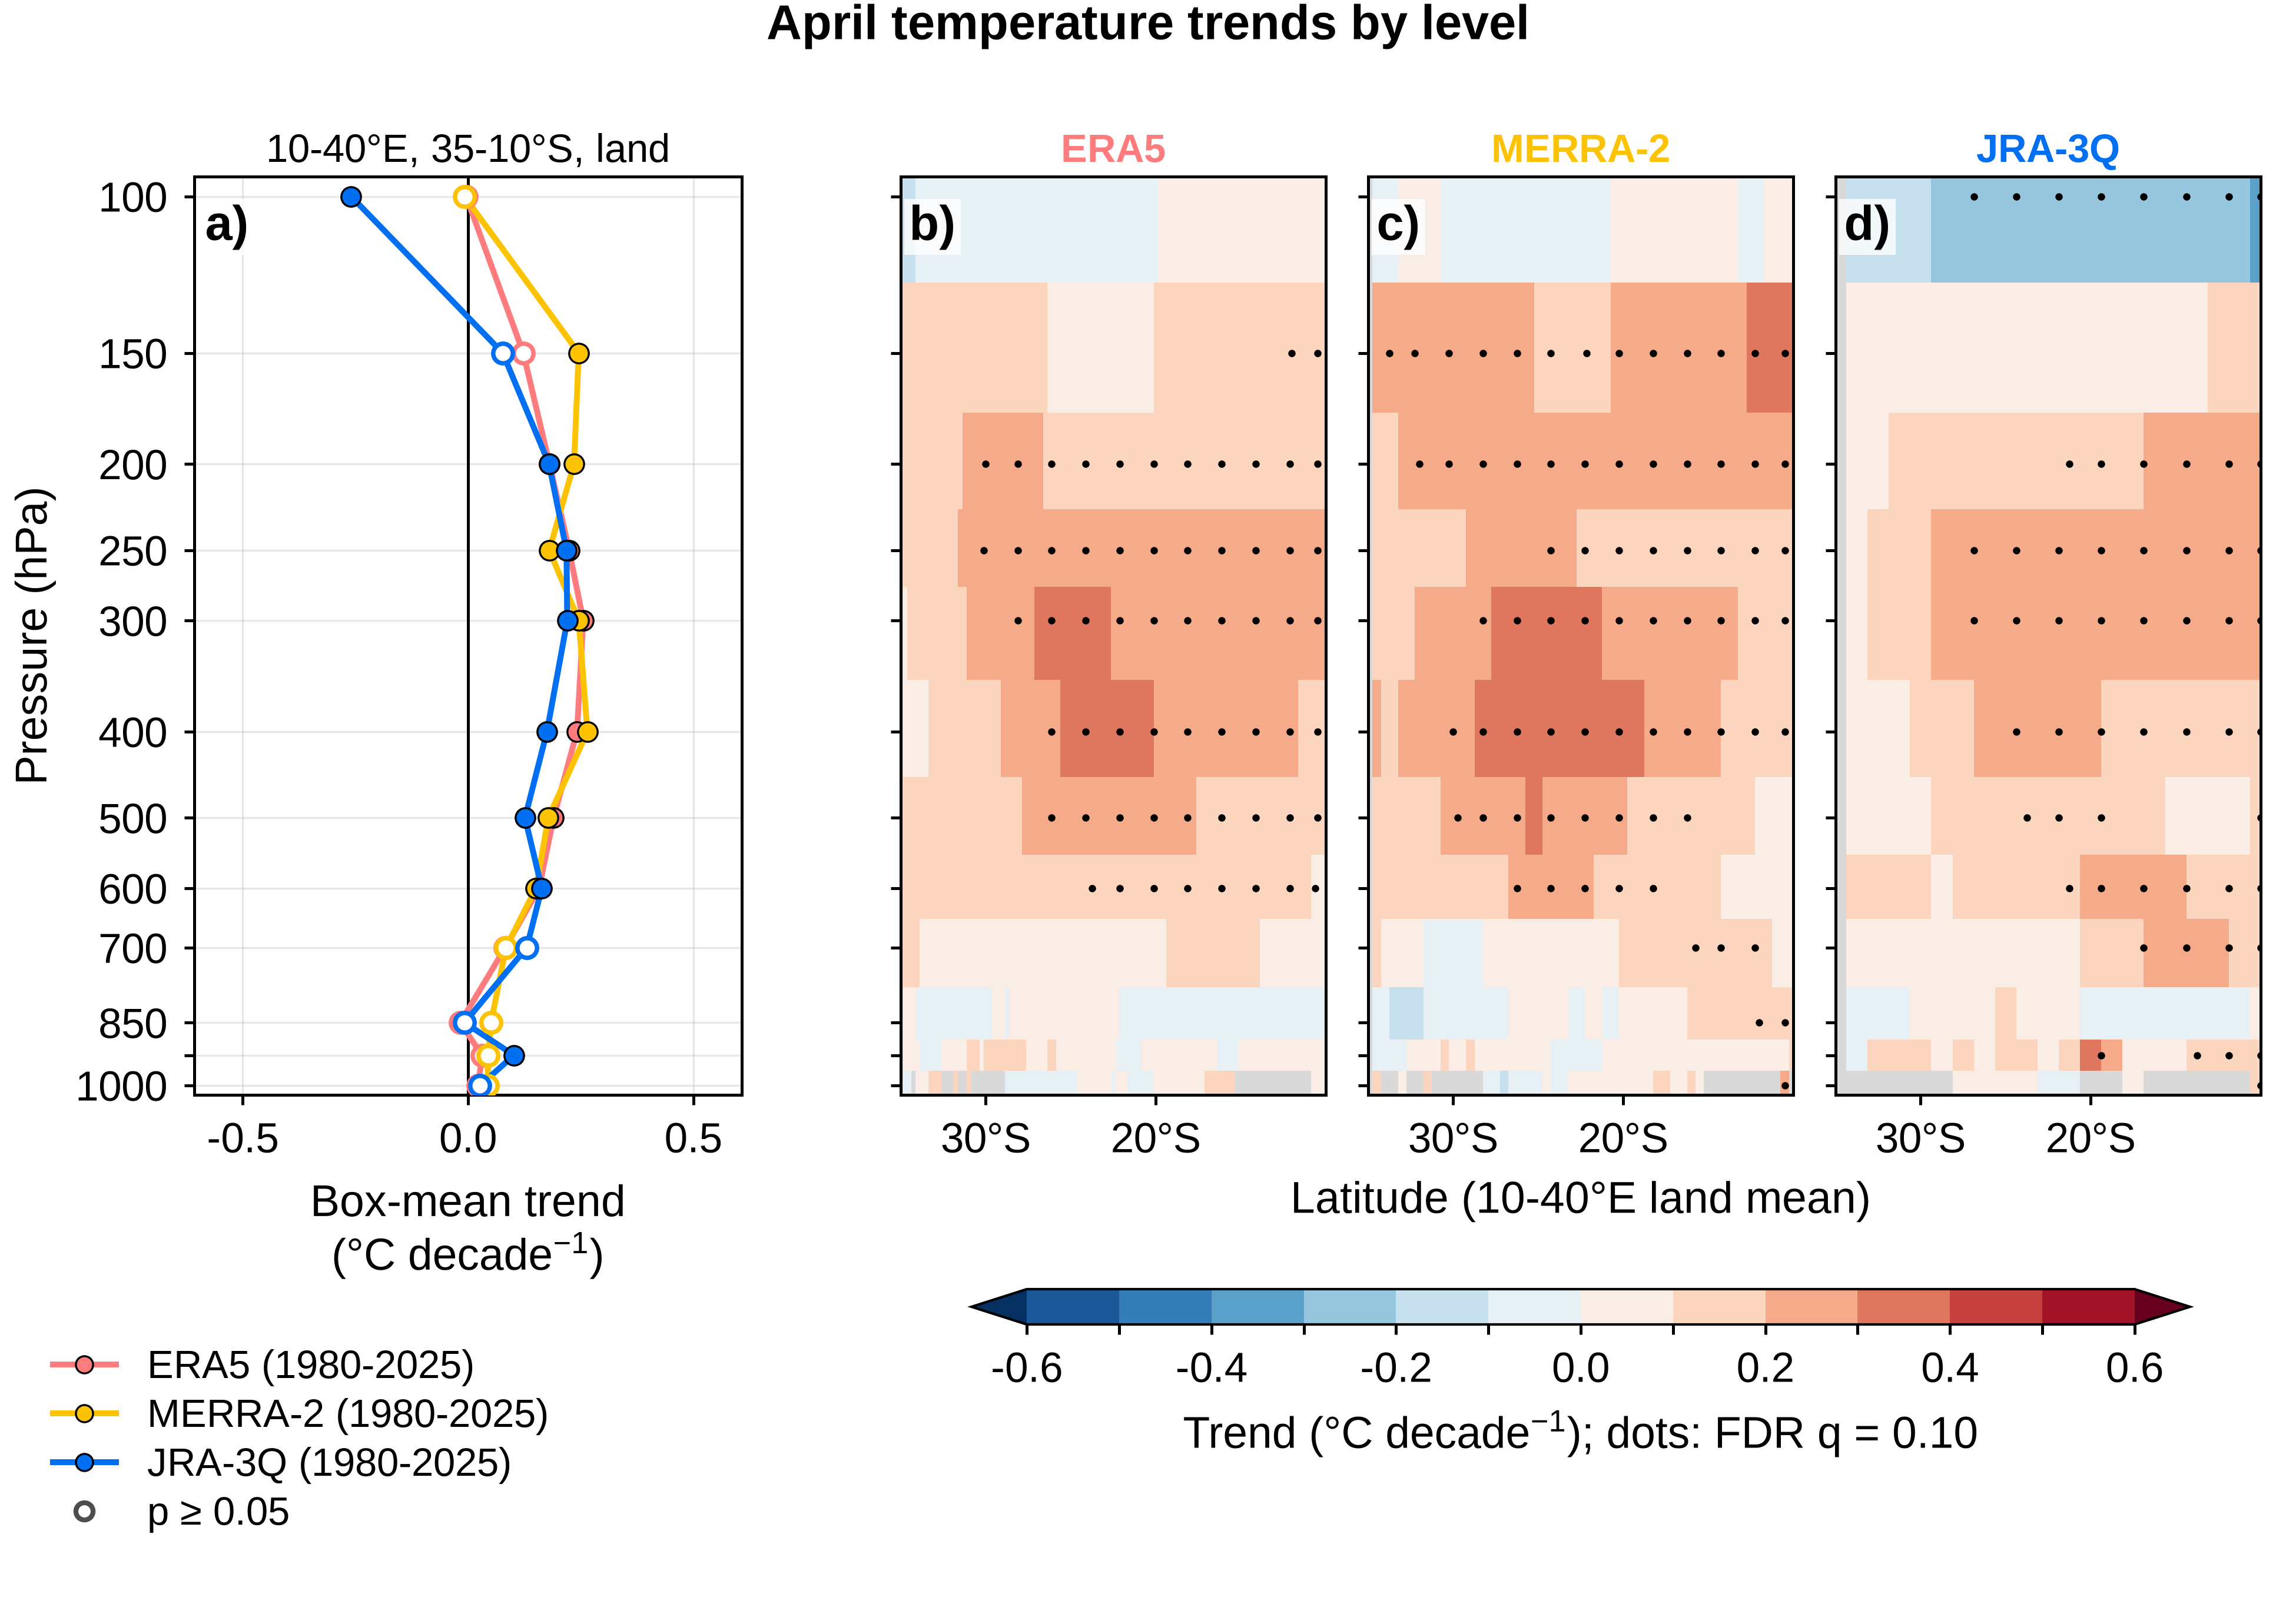 April temperature trends by level
10-40°E, 35-10°S, land
ERA5
MERRA-2
JRA-3Q
a)
b)
c)
d)
Pressure (hPa)
100
150
200
250
300
400
500
600
700
850
1000
-0.5
0.0
0.5
Box-mean trend
(°C decade⁻¹)
30°S
20°S
30°S
20°S
30°S
20°S
Latitude (10-40°E land mean)
-0.6
-0.4
-0.2
0.0
0.2
0.4
0.6
Trend (°C decade⁻¹); dots: FDR q = 0.10
ERA5 (1980-2025)
MERRA-2 (1980-2025)
JRA-3Q (1980-2025)
p ≥ 0.05